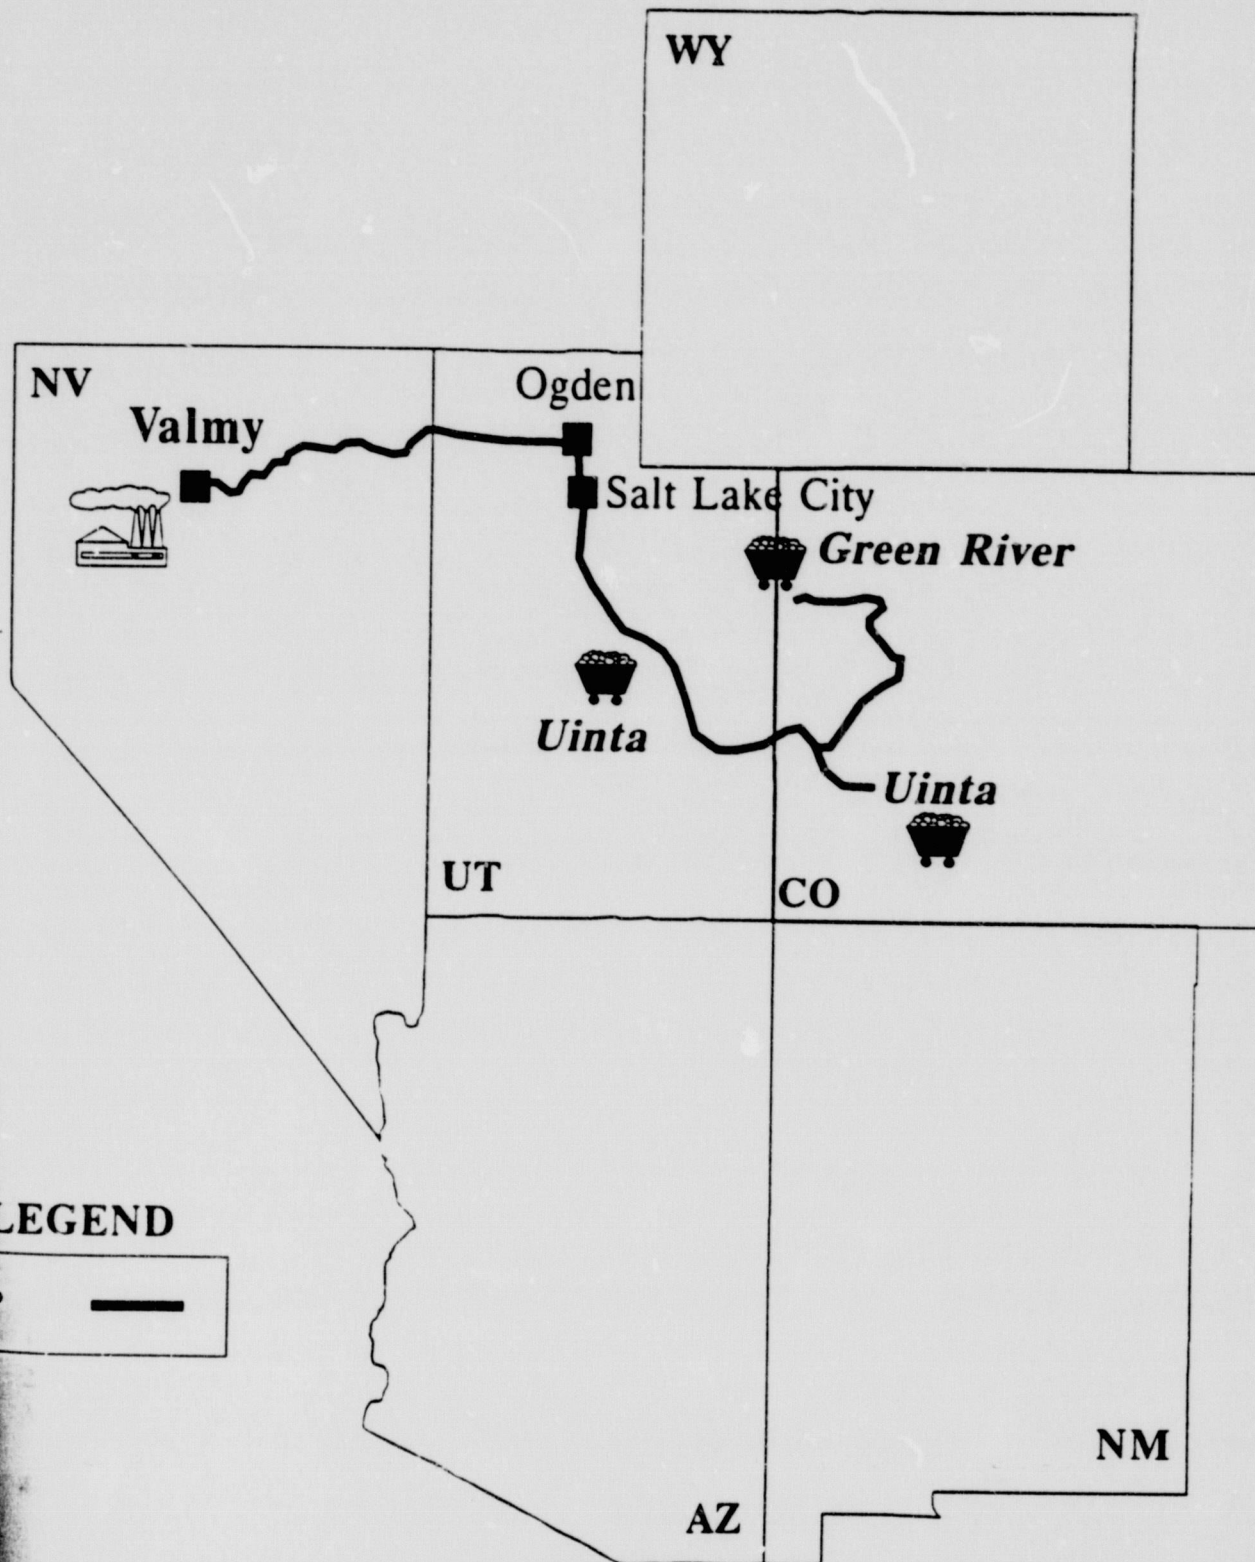 WY
NV
Ogden
Valmy
Salt Lake City
Green River
Uinta
Uinta
UT
CO
LEGEND
NM
AZ